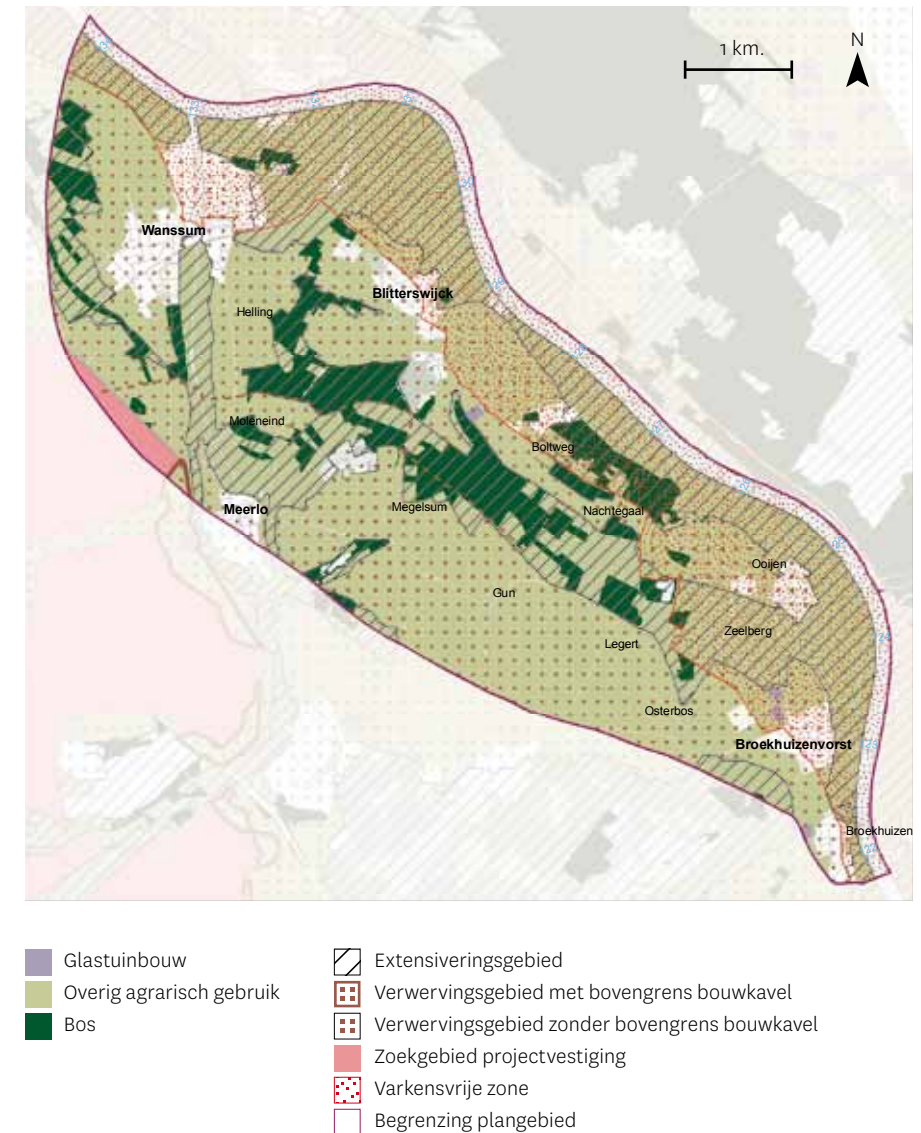 1 km.
N
Wanssum
Blitterswijck
Helling
Moleneind
Boltweg
Meerlo
Megelsum
Nachtegaal
Ooijen
Gun
Zeelberg
Legert
Osterbos
Broekhuizenvorst
Broekhuizen
Glastuinbouw
Overig agrarisch gebruik
Bos
Extensiveringsgebied
Verwervingsgebied met bovengrens bouwkavel
Verwervingsgebied zonder bovengrens bouwkavel
Zoekgebied projectvestiging
Varkensvrije zone
Begrenzing plangebied